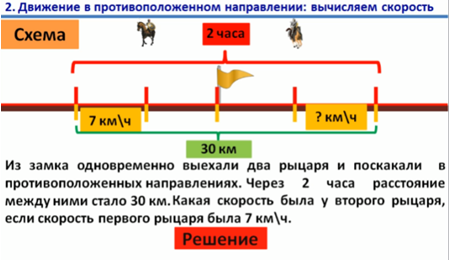 2. Движение в противоположном направлении: вычисляем скорость
Схема
2 часа
7 км\ч
? км\ч
30 км
Из замка одновременно выехали два рыцаря и поскакали в
противоположных направлениях. Через 2 часа расстояние
между ними стало 30 км. Какая скорость была у второго рыцаря,
если скорость первого рыцаря была 7 км\ч.
Решение